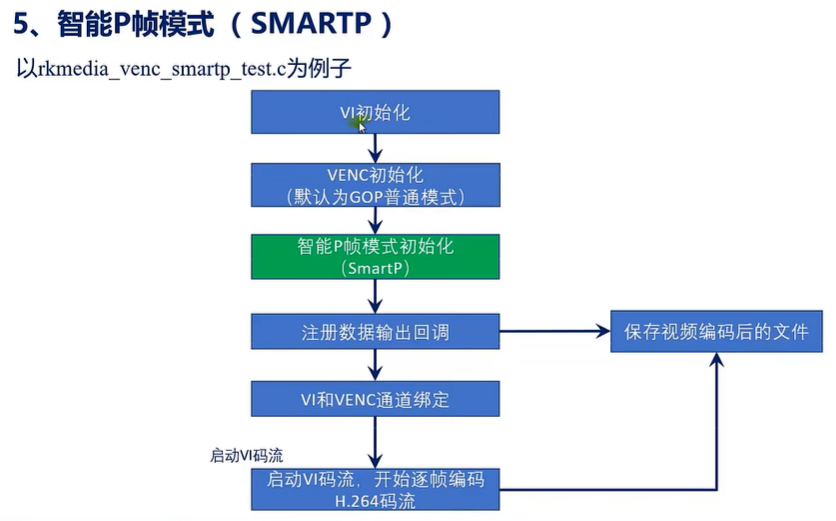 5、智能P帧模式（ SMARTP ）
以rkmedia_venc_smartp_test.c为例子
VI初始化
VENC初始化
（默认为GOP普通模式）
智能P帧模式初始化
（SmartP）
注册数据输出回调
保存视频编码后的文件
VI和VENC通道绑定
启动VI码流
启动VI码流，开始逐帧编码
H.264码流